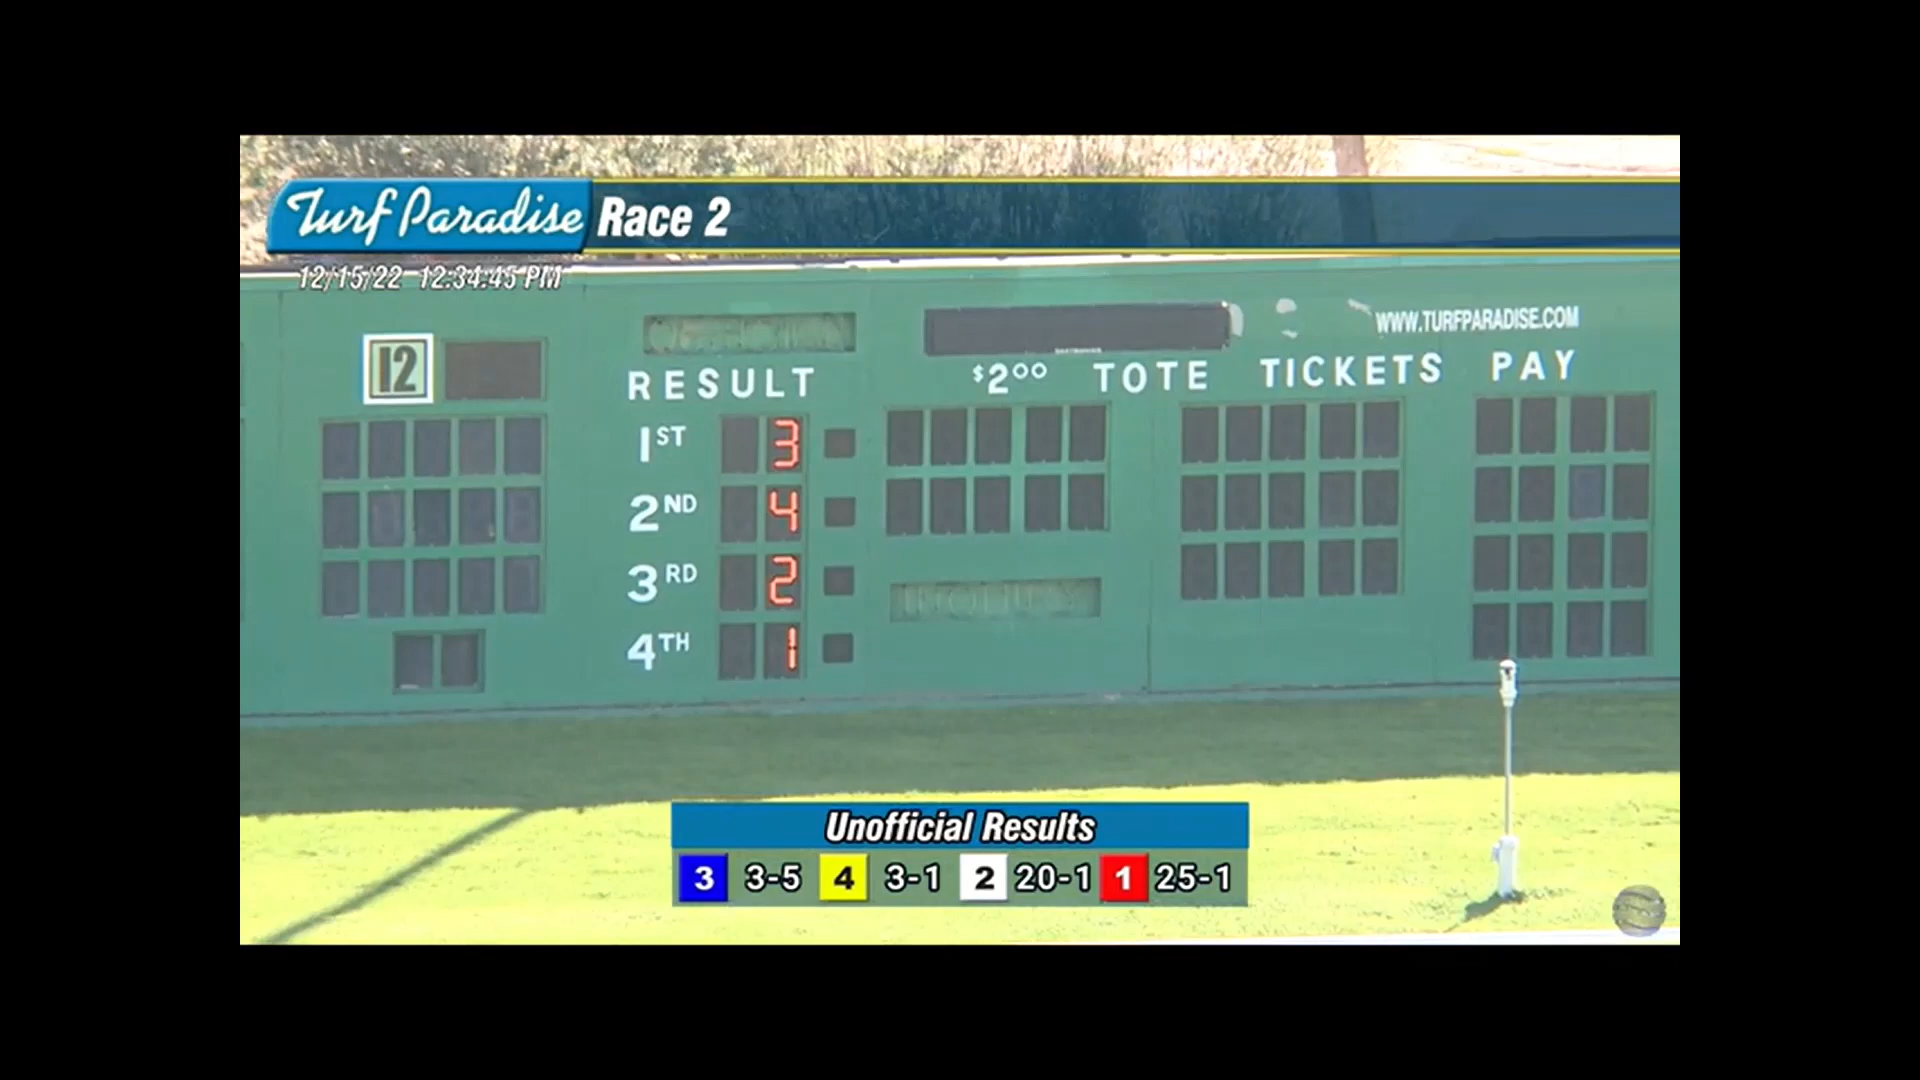 Turf Paradise Race 2
12/15/22 12:34:45 PM
WWW.TURFPARADISE.COM
12
RESULT
$2.00 TOTE TICKETS PAY
1ST 3
2ND 4
3RD 2
4TH 1
Unofficial Results
3 3-5 4 3-1 2 20-1 1 25-1